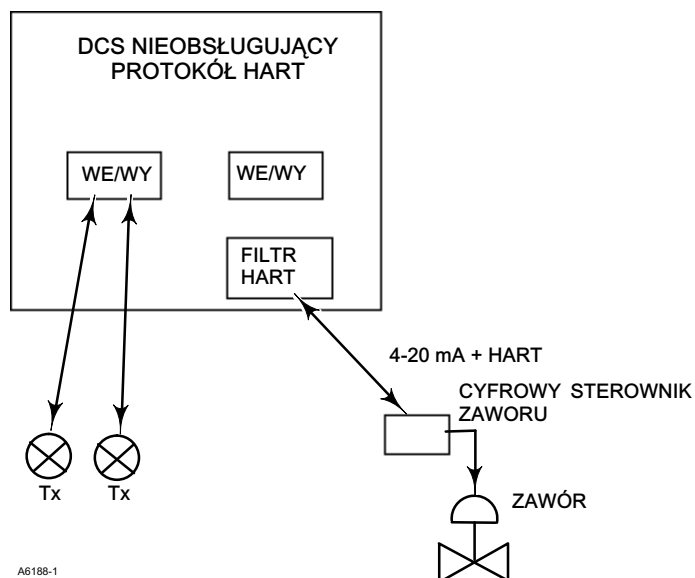 DCS NIEOBSŁUGUJĄCY
PROTOKÓŁ HART
WE/WY
WE/WY
FILTR
HART
4-20 mA + HART
CYFROWY STEROWNIK
ZAWORU
Tx
Tx
ZAWÓR
A6188-1